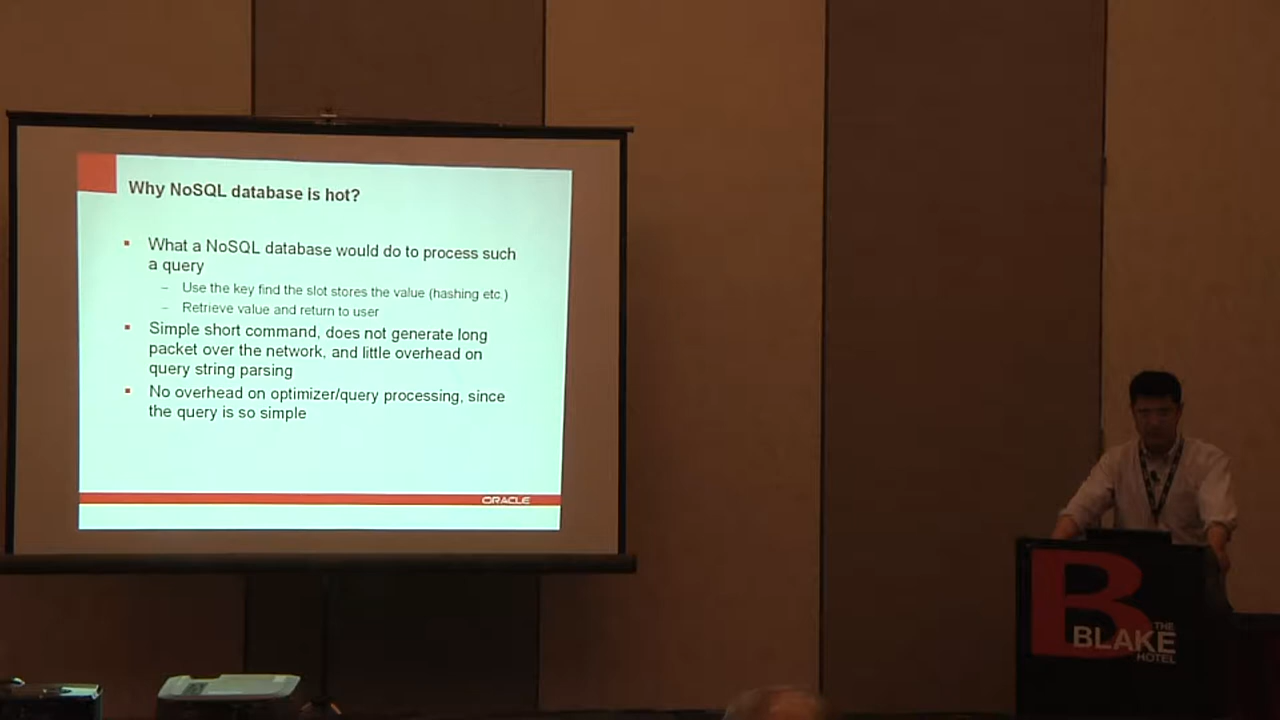 Why NoSQL database is hot?
What a NoSQL database would do to process such
a query
Use the key find the slot stores the value (hashing etc.)
Retrieve value and return to user
Simple short command, does not generate long
packet over the network, and little overhead on
query string parsing
No overhead on optimizer/query processing, since
the query is so simple
ORACLE
B
THE
BLAKE
HOTEL